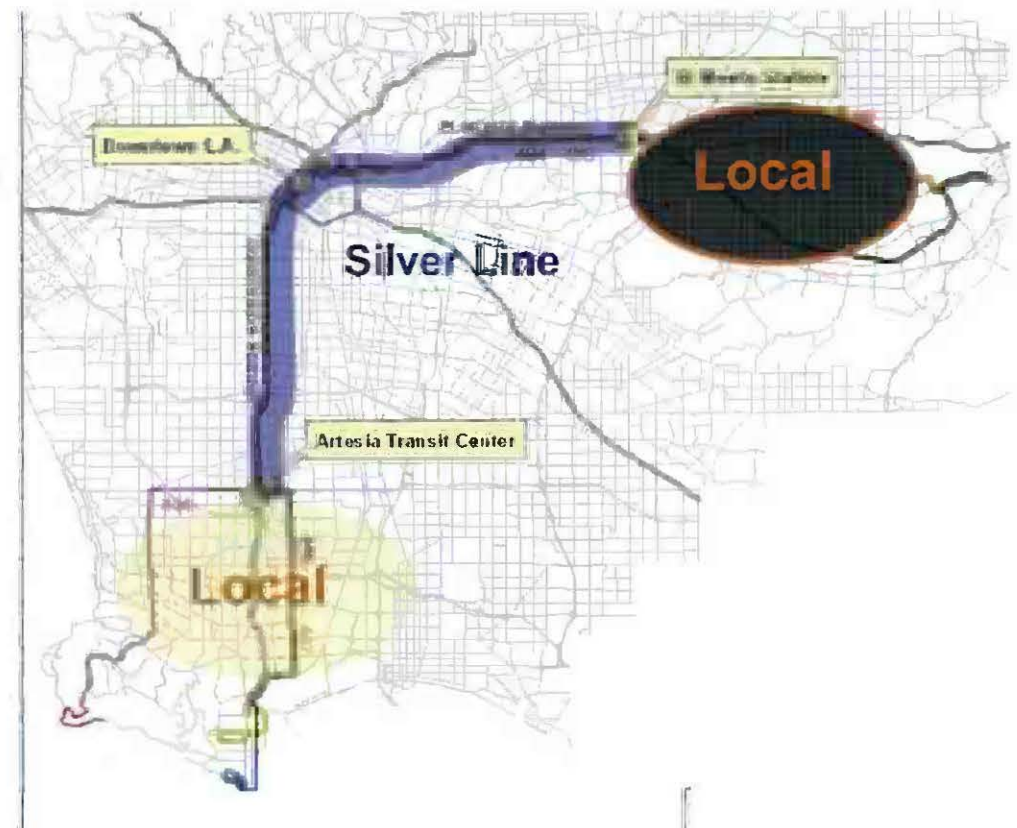 El Monte Station
Downtown L.A.
Local
Silver Line
Artesia Transit Center
Local